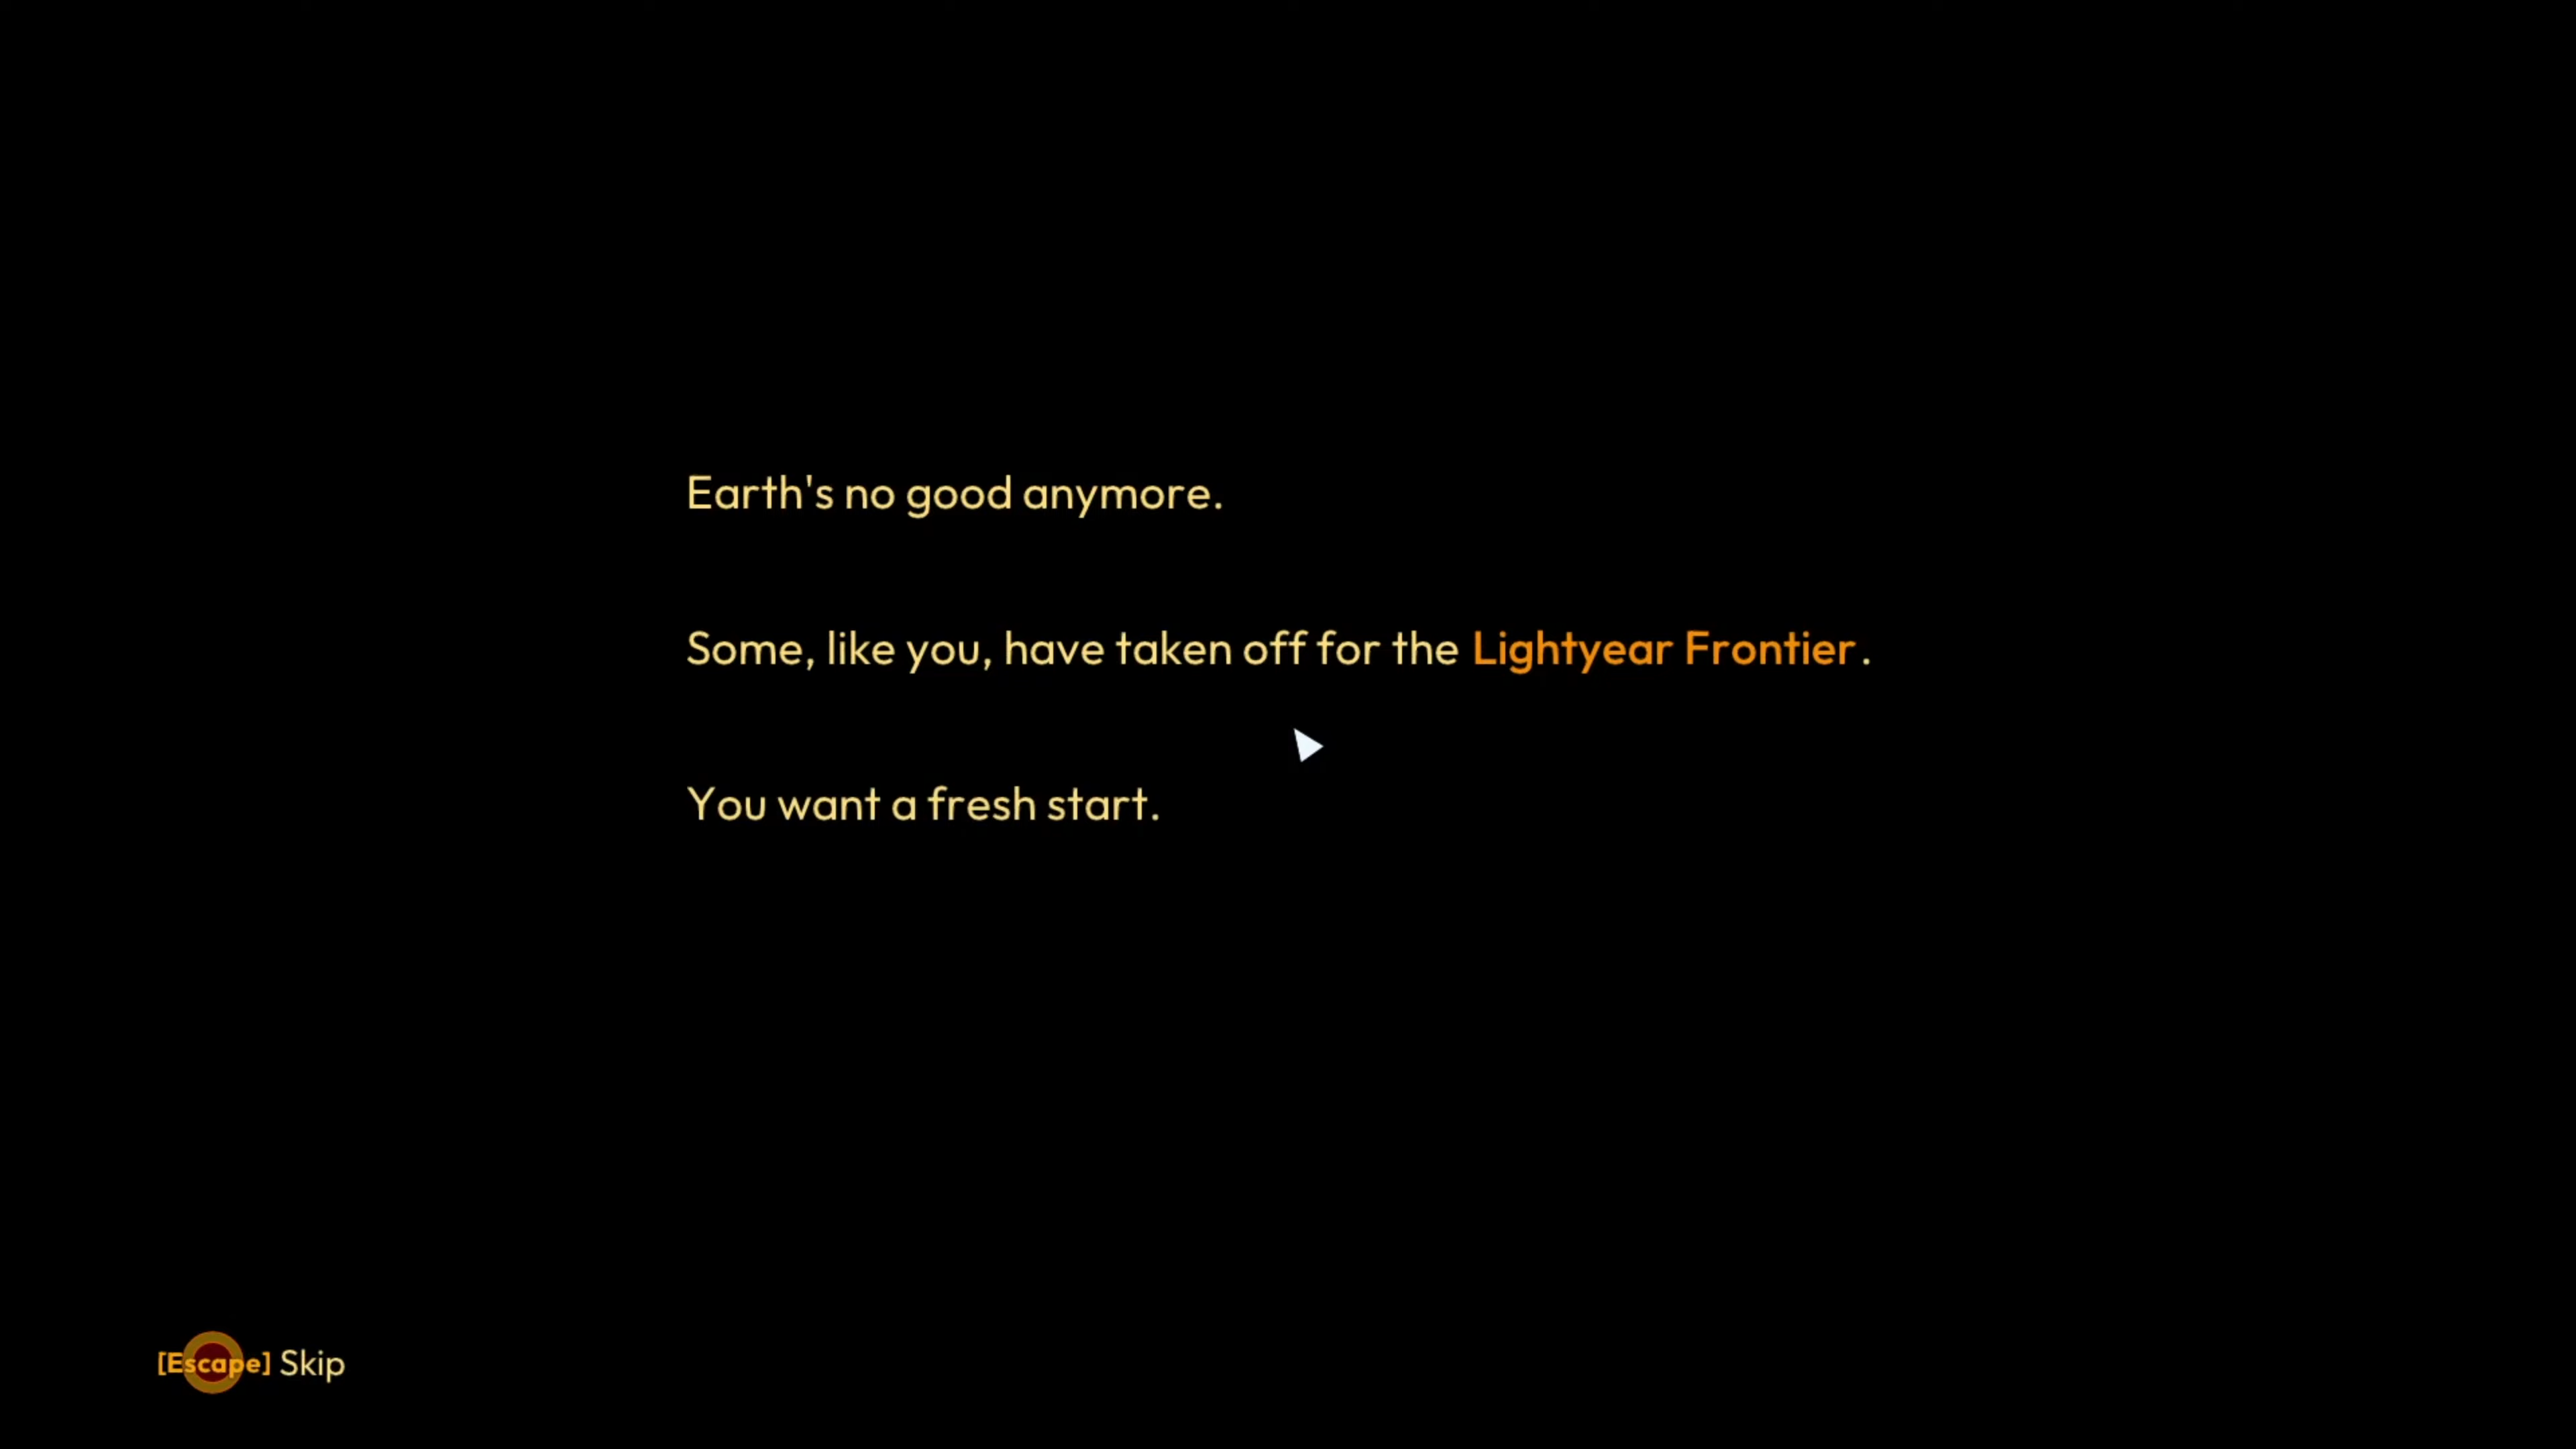 Earth's no good anymore.
Some, like you, have taken off for the Lightyear Frontier.
You want a fresh start.
[Escape] Skip